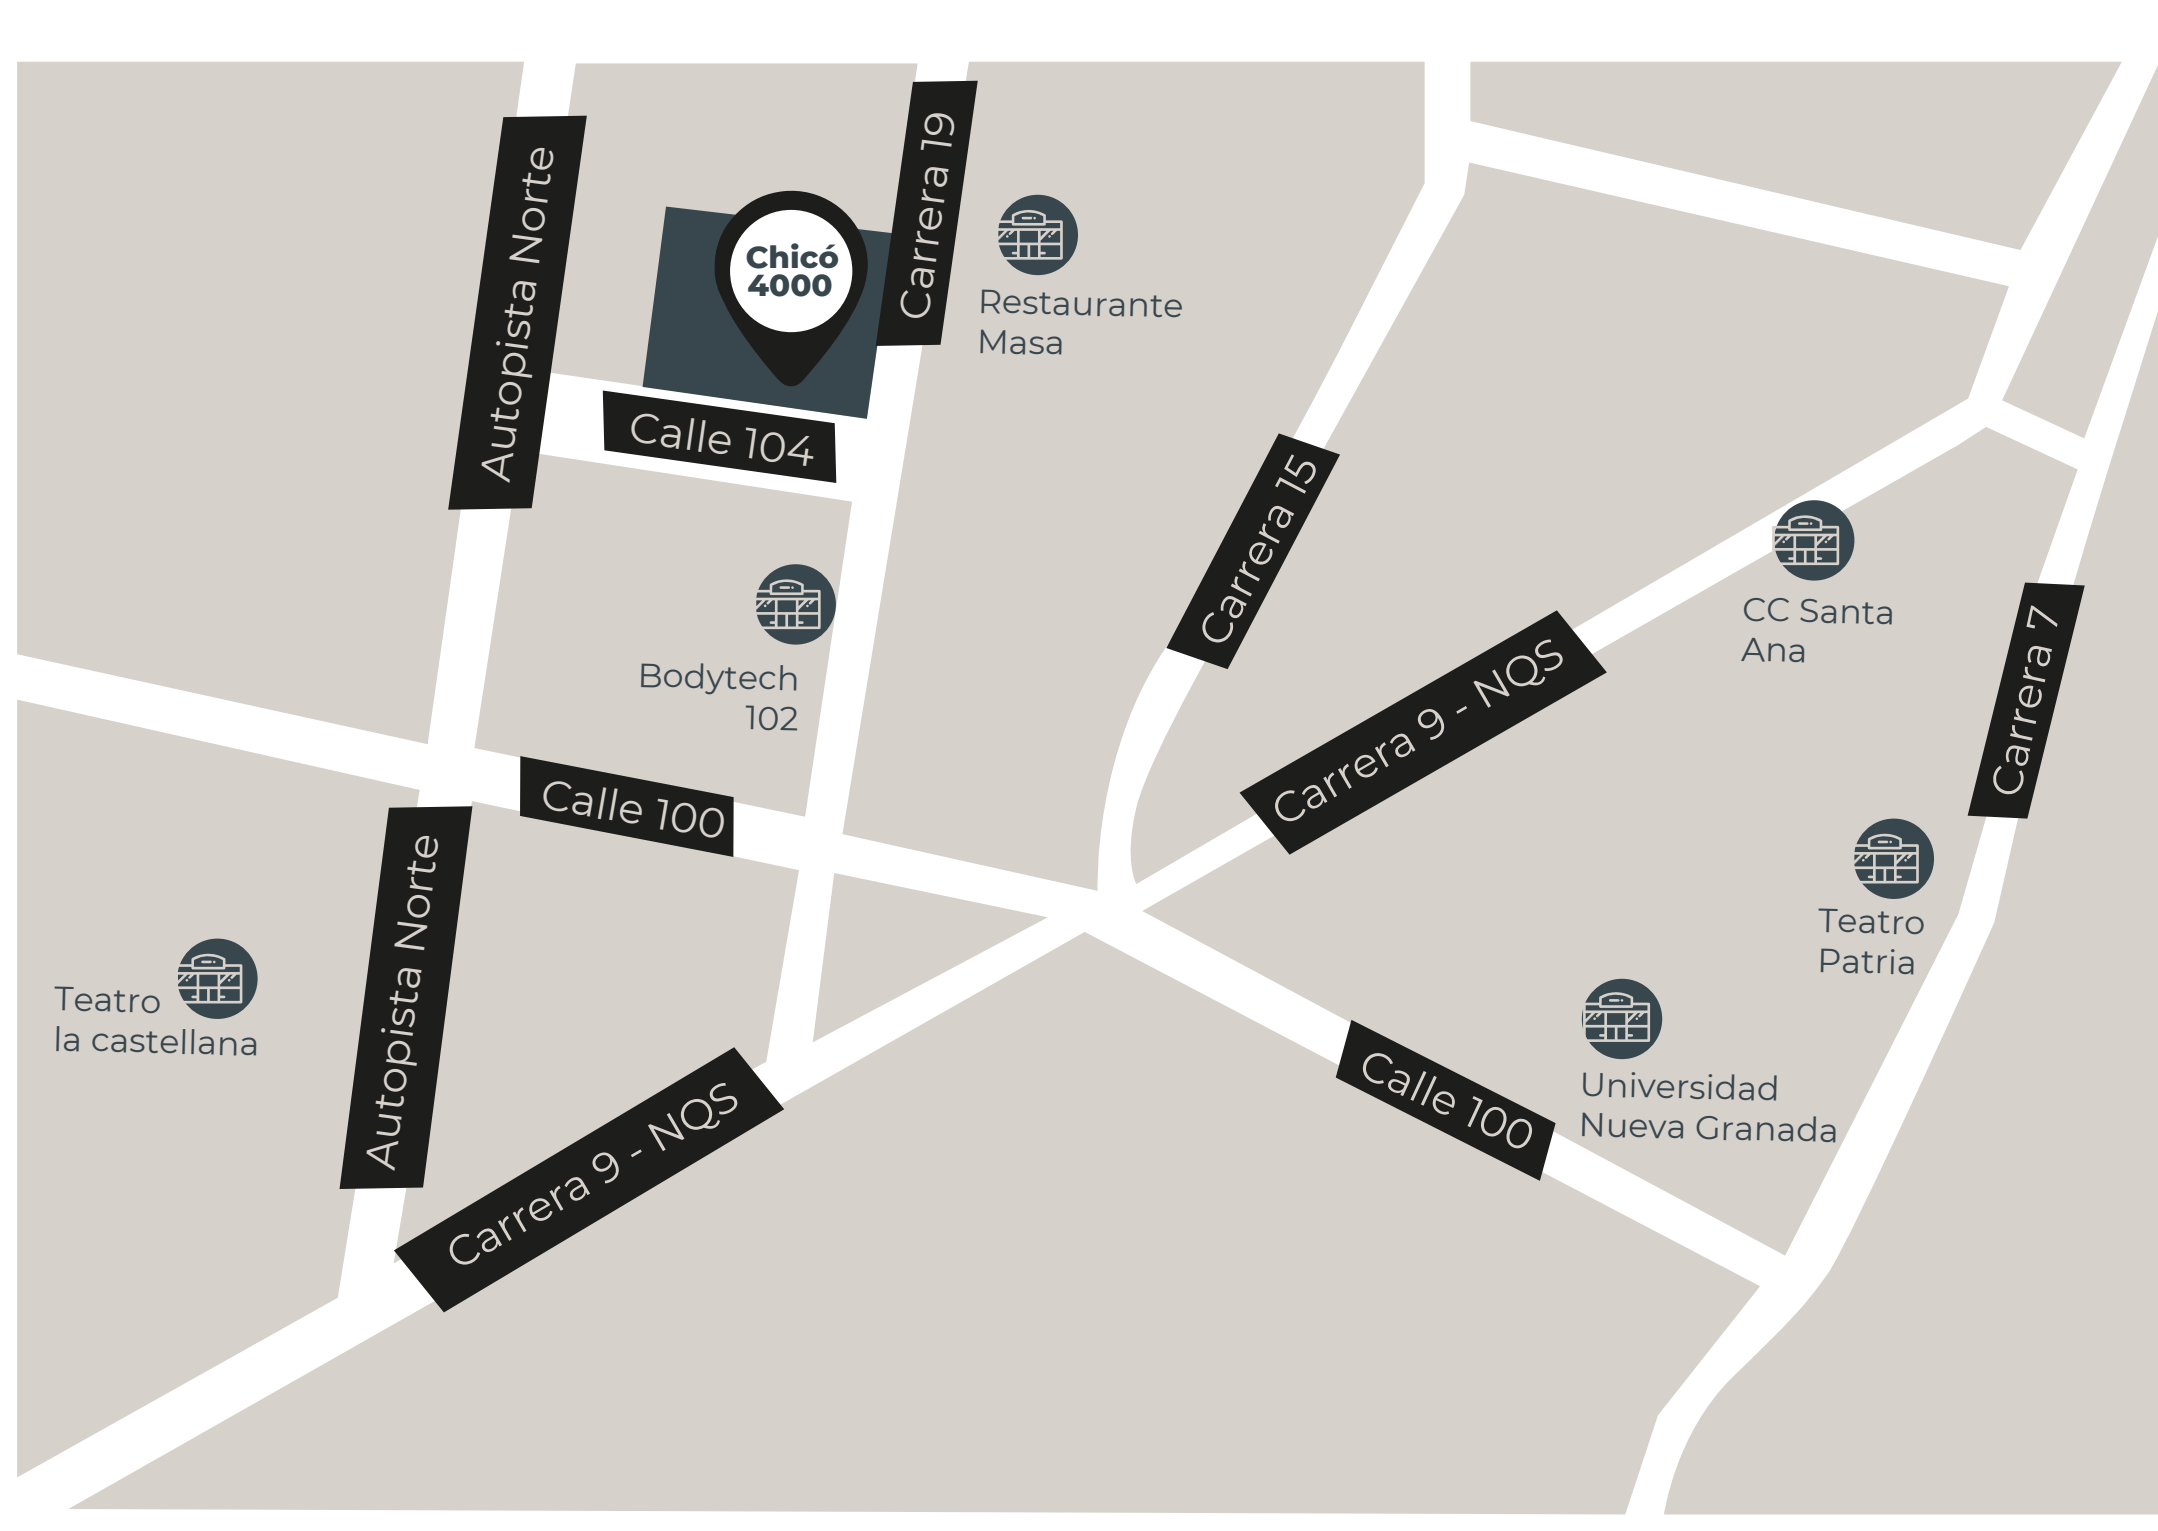 Autopista Norte
Carrera 19
Chicó
4000
Restaurante
Masa
Calle 104
Carrera 15
CC Santa
Ana
Carrera 9 - NQS
Carrera 7
Bodytech
102
Calle 100
Autopista Norte
Teatro
Patria
Teatro
la castellana
Universidad
Nueva Granada
Calle 100
Carrera 9 - NQS